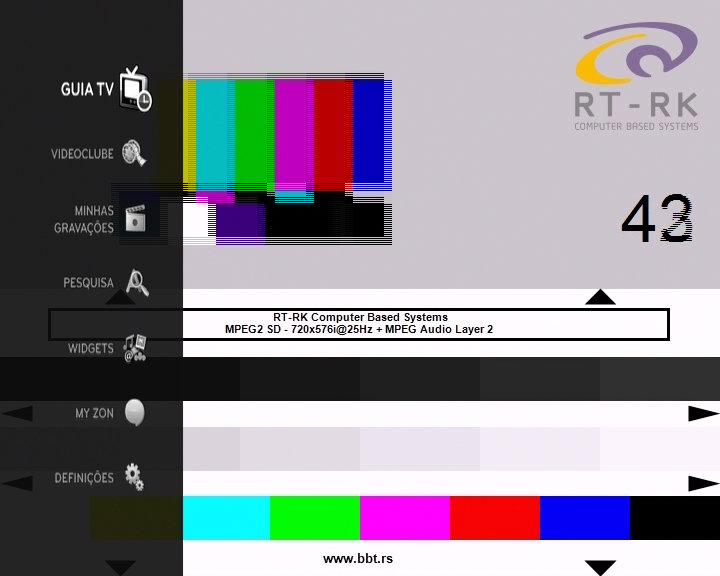 GUIA TV
VIDEOCLUBE
MINHAS
GRAVAÇÕES
PESQUISA
WIDGETS
MY ZON
DEFINIÇÕES
RT-RK
COMPUTER BASED SYSTEMS
RT-RK Computer Based Systems
MPEG2 SD - 720x576i@25Hz + MPEG Audio Layer 2
www.bbt.rs